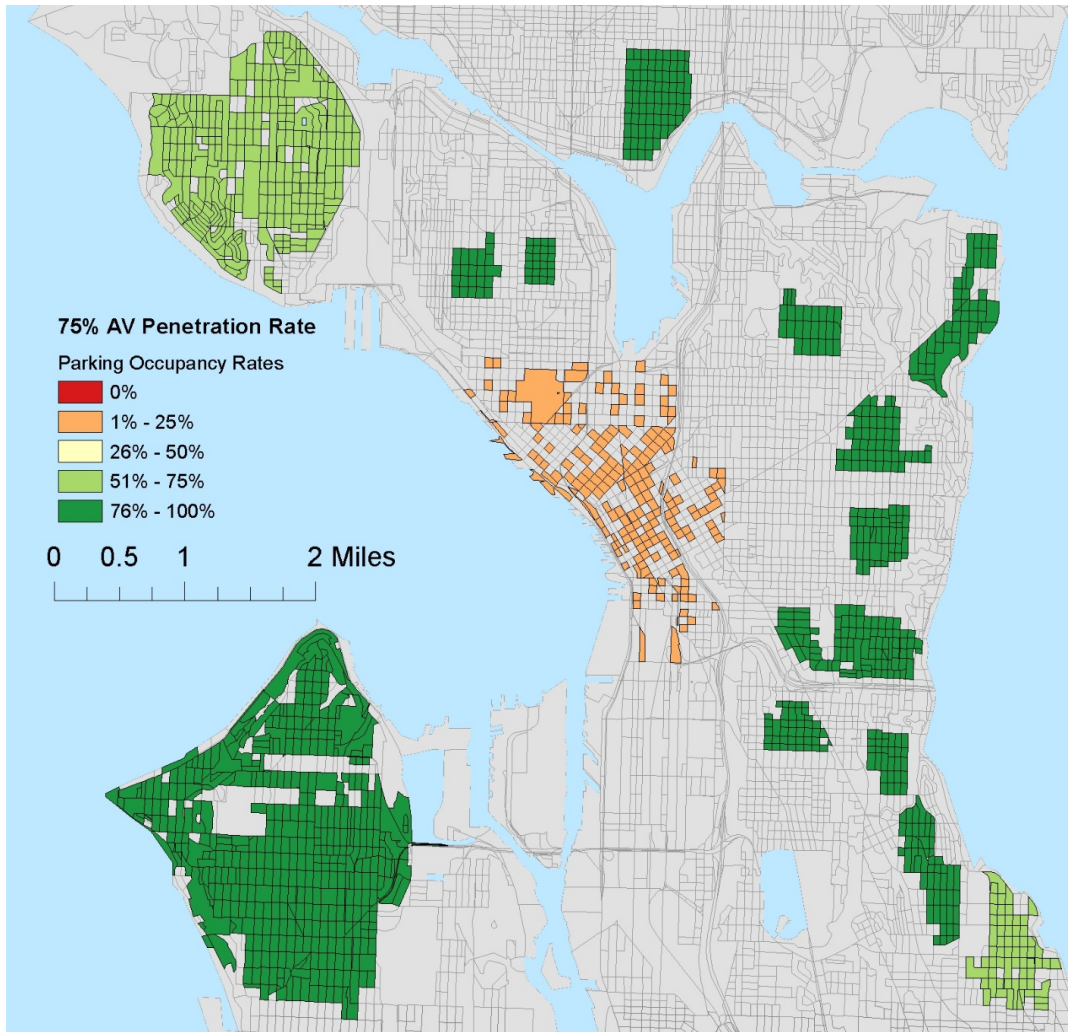 75% AV Penetration Rate
Parking Occupancy Rates
0%
1% - 25%
26% - 50%
51% - 75%
76% - 100%
0 0.5 1 2 Miles